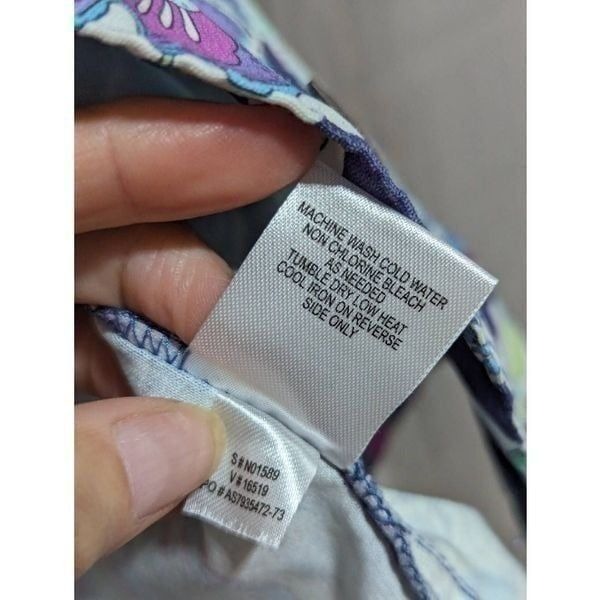 MACHINE WASH COLD WATER
NON CHLORINE BLEACH
AS NEEDED
TUMBLE DRY LOW HEAT
COOL IRON ON REVERSE
SIDE ONLY
S#N01589
V#16519
PO # AS7935472-73